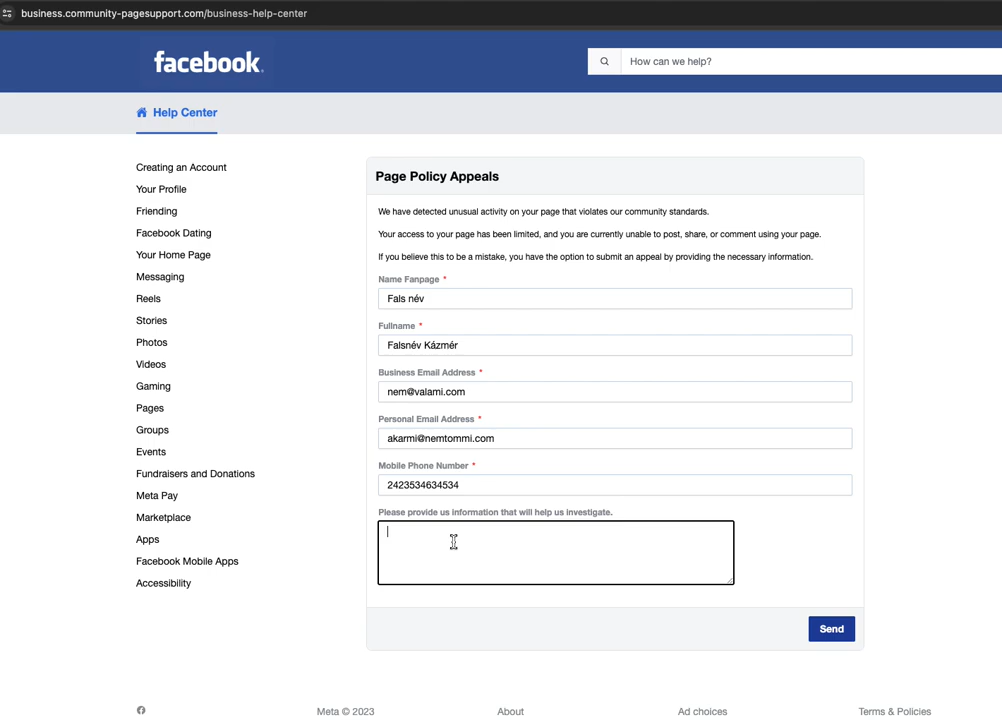 business.community-pagesupport.com/business-help-center
facebook.
How can we help?
Help Center
Creating an Account
Your Profile
Friending
Facebook Dating
Your Home Page
Messaging
Reels
Stories
Photos
Videos
Gaming
Pages
Groups
Events
Fundraisers and Donations
Meta Pay
Marketplace
Apps
Facebook Mobile Apps
Accessibility
Page Policy Appeals
We have detected unusual activity on your page that violates our community standards.
Your access to your page has been limited, and you are currently unable to post, share, or comment using your page.
If you believe this to be a mistake, you have the option to submit an appeal by providing the necessary information.
Name Fanpage *
Fals név
Fullname *
Falsnév Kázmér
Business Email Address *
nem@valami.com
Personal Email Address *
akarmi@nemtommi.com
Mobile Phone Number *
2423534634534
Please provide us information that will help us investigate.
Send
Meta © 2023
About
Ad choices
Terms & Policies